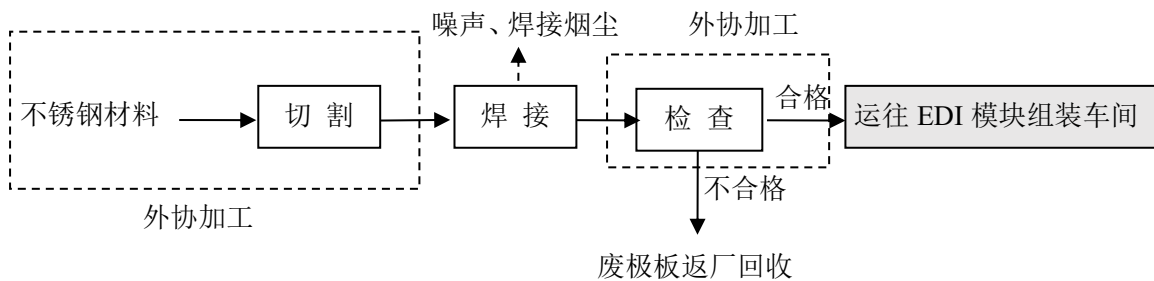 噪声、焊接烟尘
外协加工
不锈钢材料
切 割
焊 接
检 查
合格
运往 EDI 模块组装车间
不合格
外协加工
废极板返厂回收